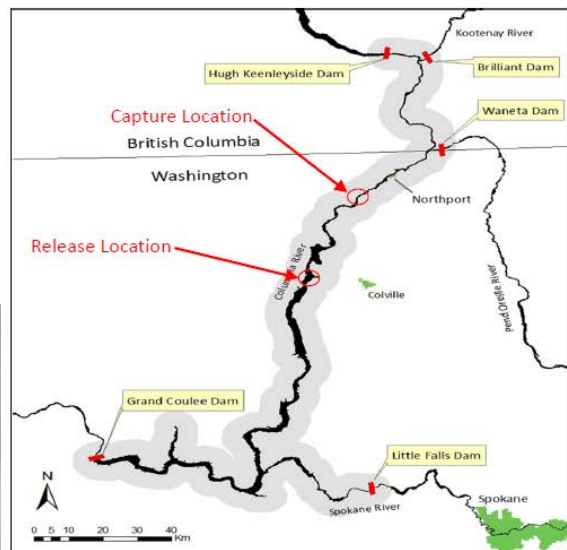 Kootenay River
Hugh Keenleyside Dam
Brilliant Dam
Waneta Dam
Capture Location
British Columbia
Washington
Northport
Release Location
Columbia River
Colville
Pend Oreille River
Grand Coulee Dam
Little Falls Dam
N
Spokane
Spokane River
0 5 10 20 30 40
Km